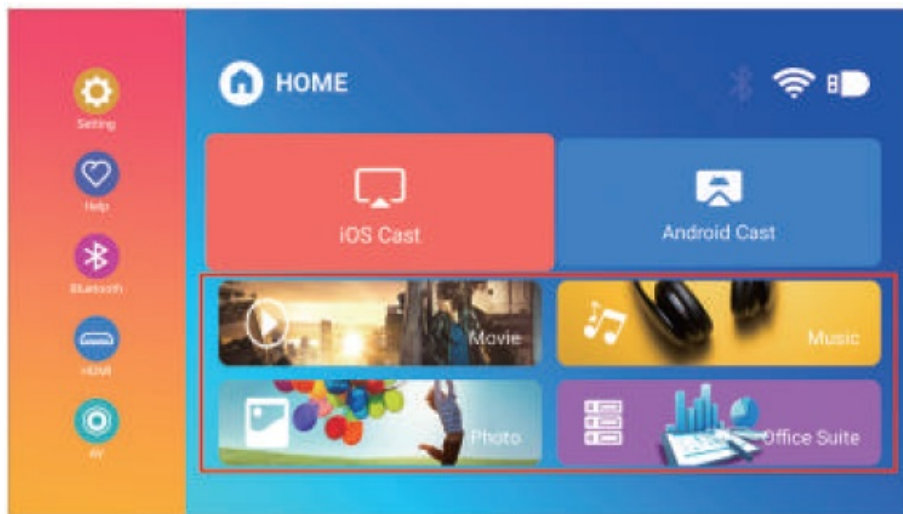 HOME
Setting
Help
Bluetooth
HDMI
AV
iOS Cast
Android Cast
Movie
Music
Photo
Office Suite